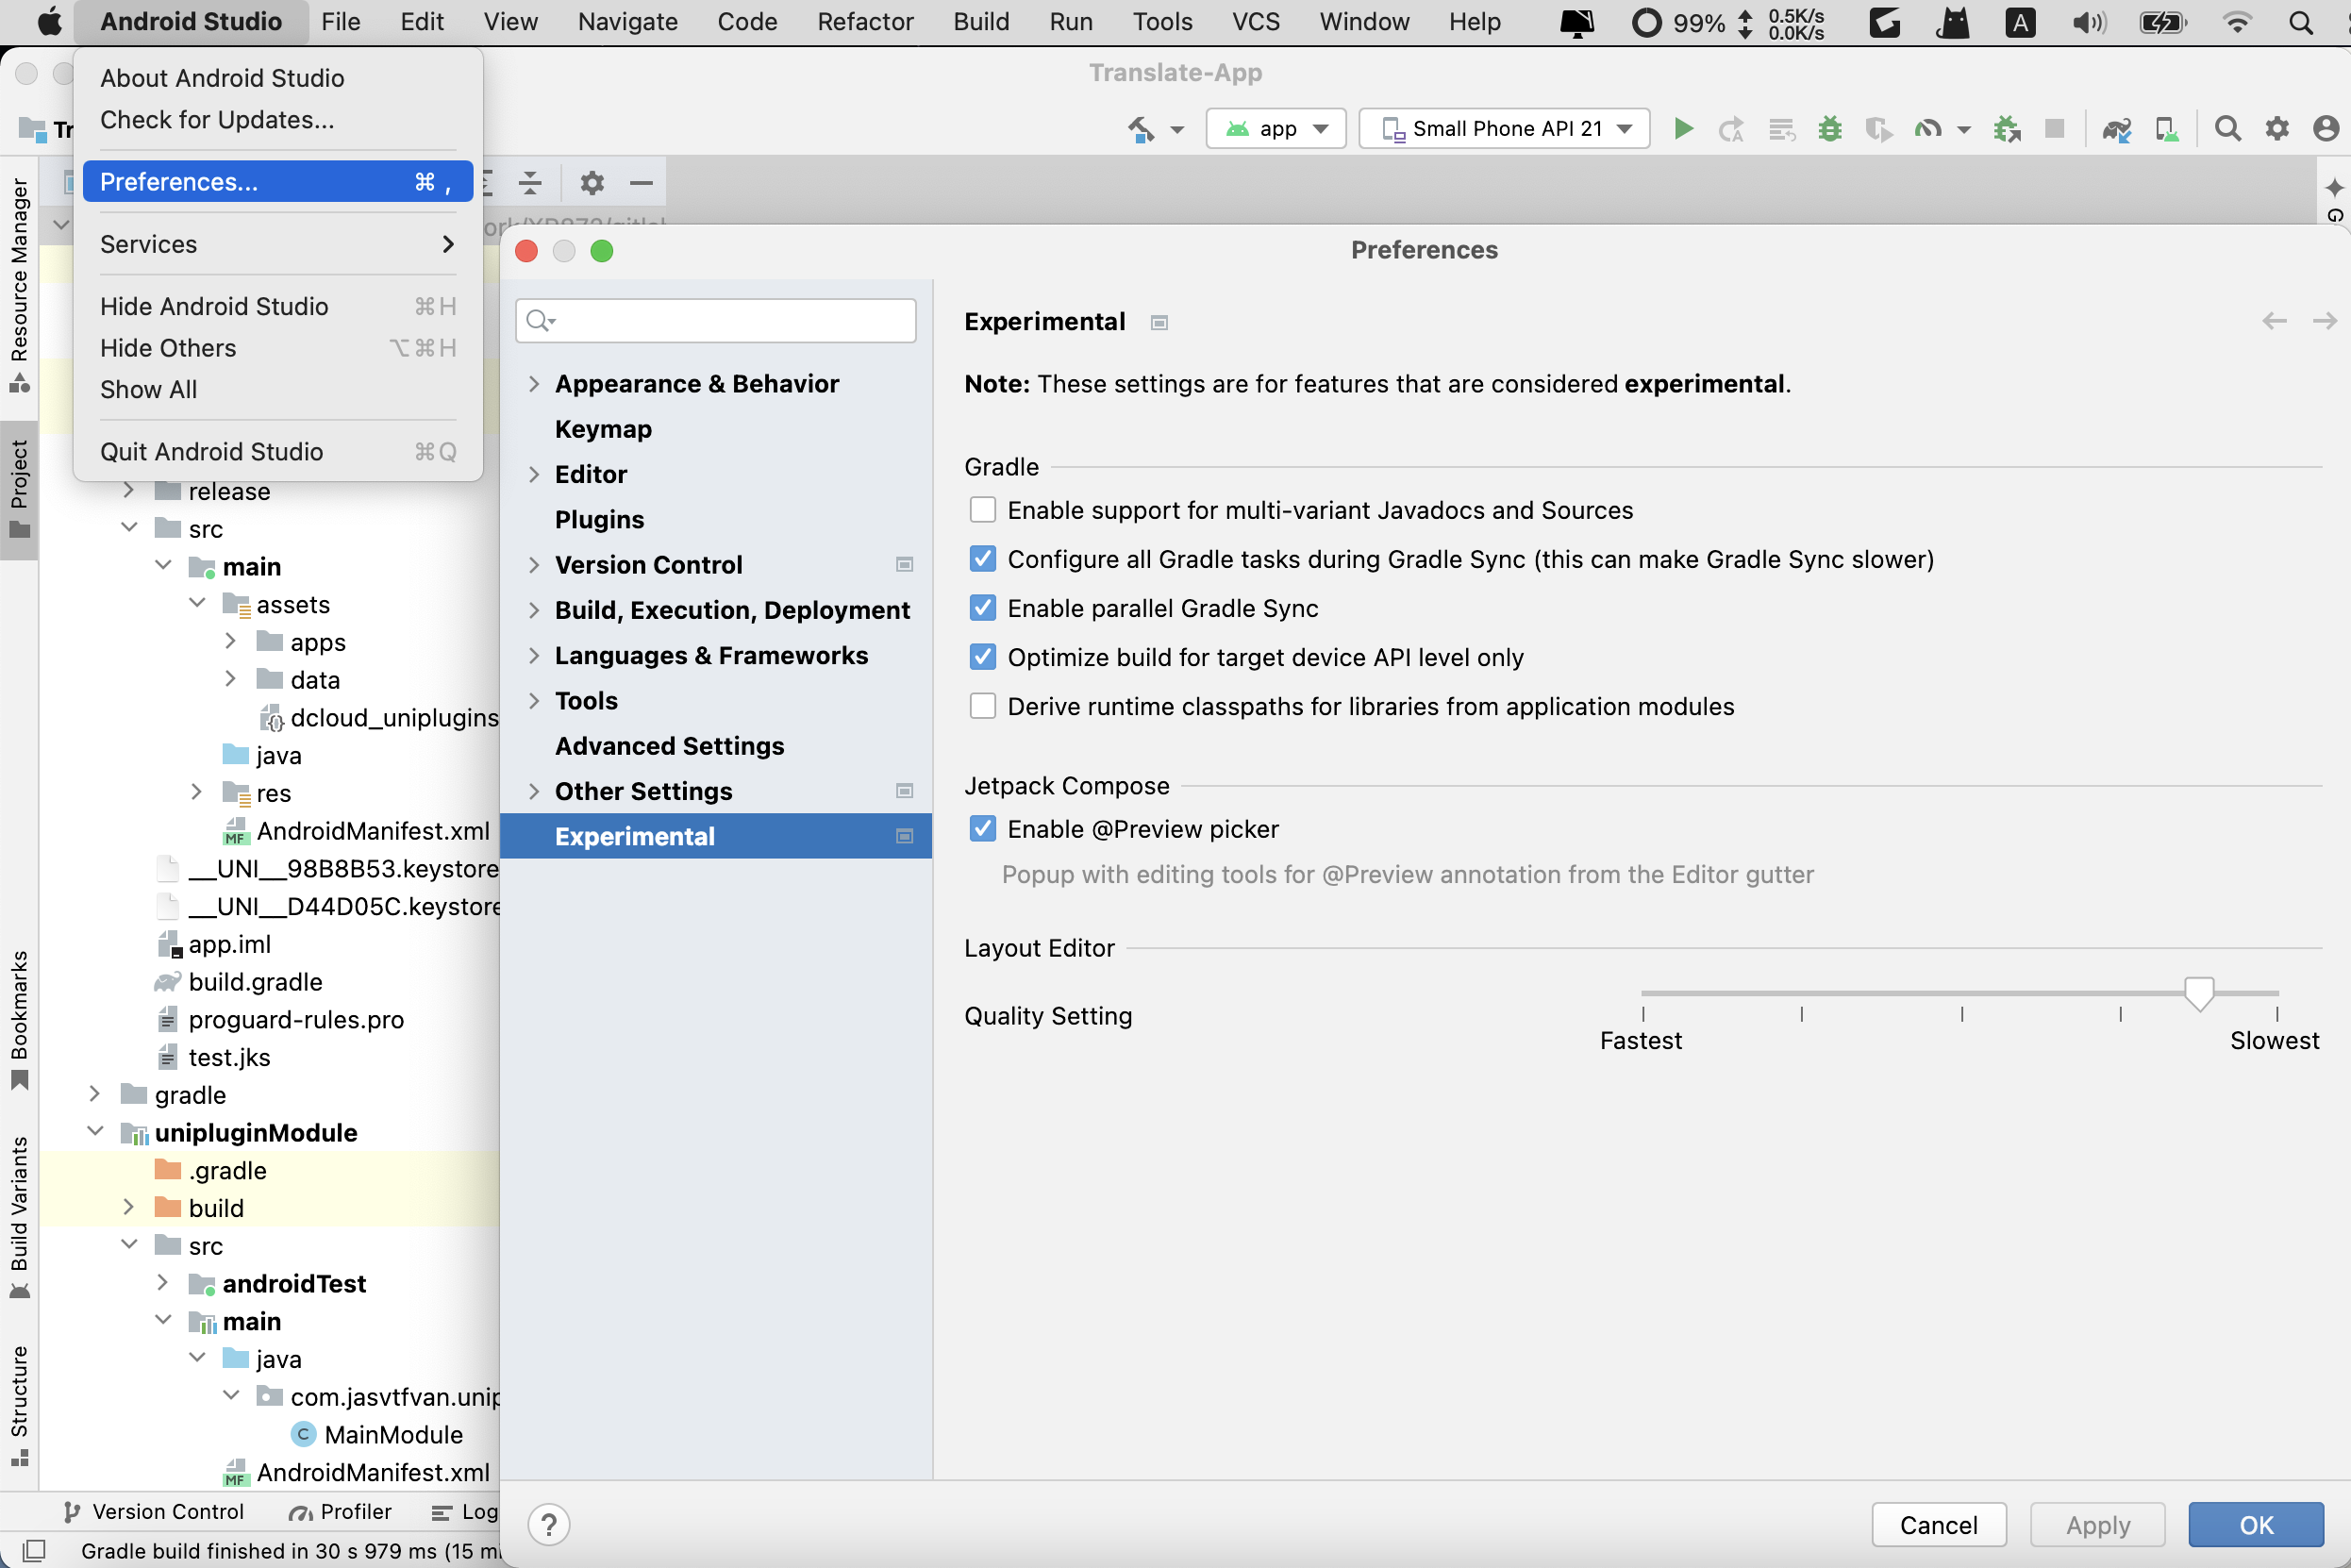 Android Studio File Edit View Navigate Code Refactor Build Run Tools VCS Window Help 99% 0.5K/s A
0.0K/s
About Android Studio
Check for Updates...
Preferences... ⌘ ,
Services
Hide Android Studio ⌘H
Hide Others ⌥⌘H
Show All
Quit Android Studio ⌘Q
Translate-App
Tr
app
Small Phone API 21
Resource Manager
Project
Bookmarks
Build Variants
Structure
G
release
src
main
assets
apps
data
dcloud_uniplugins
java
res
AndroidManifest.xml
__UNI__98B8B53.keystore
__UNI__D44D05C.keystore
app.iml
build.gradle
proguard-rules.pro
test.jks
gradle
unipluginModule
.gradle
build
src
androidTest
main
java
com.jasvtfvan.unip
C MainModule
MF AndroidManifest.xml
Version Control Profiler Log
Gradle build finished in 30 s 979 ms (15 mi
Preferences
Appearance & Behavior
Keymap
Editor
Plugins
Version Control
Build, Execution, Deployment
Languages & Frameworks
Tools
Advanced Settings
Other Settings
Experimental
Experimental
Note: These settings are for features that are considered experimental.
Gradle
Enable support for multi-variant Javadocs and Sources
Configure all Gradle tasks during Gradle Sync (this can make Gradle Sync slower)
Enable parallel Gradle Sync
Optimize build for target device API level only
Derive runtime classpaths for libraries from application modules
Jetpack Compose
Enable @Preview picker
Popup with editing tools for @Preview annotation from the Editor gutter
Layout Editor
Quality Setting
Fastest Slowest
? Cancel Apply OK